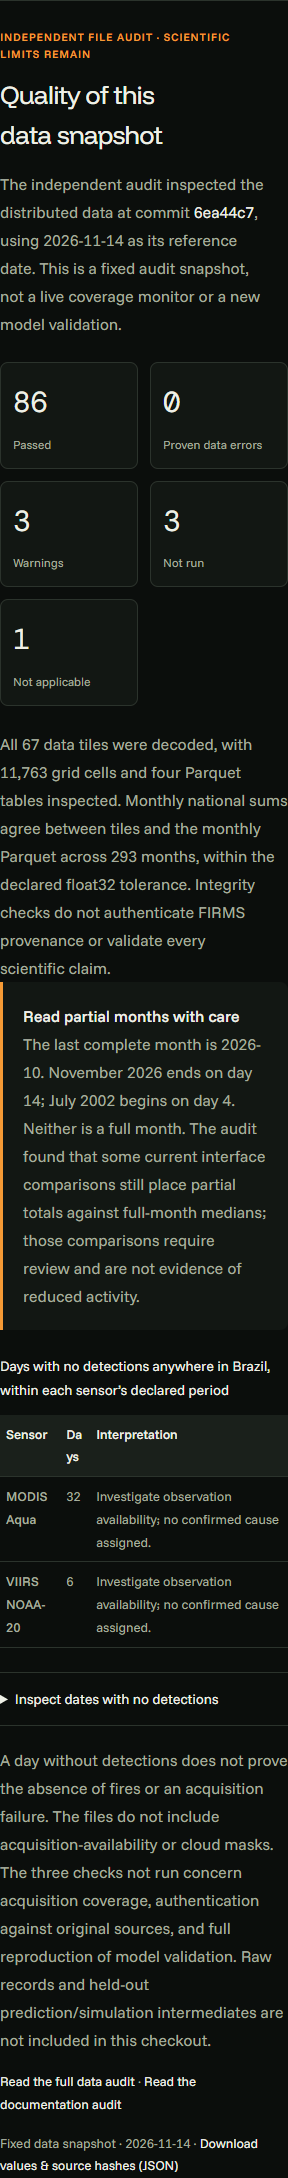 INDEPENDENT FILE AUDIT · SCIENTIFIC
LIMITS REMAIN
Quality of this
data snapshot
The independent audit inspected the
distributed data at commit 6ea44c7,
using 2026-11-14 as its reference
date. This is a fixed audit snapshot,
not a live coverage monitor or a new
model validation.
86
Passed
0
Proven data errors
3
Warnings
3
Not run
1
Not applicable
All 67 data tiles were decoded, with
11,763 grid cells and four Parquet
tables inspected. Monthly national sums
agree between tiles and the monthly
Parquet across 293 months, within the
declared float32 tolerance. Integrity
checks do not authenticate FIRMS
provenance or validate every
scientific claim.
Read partial months with care
The last complete month is 2026-
10. November 2026 ends on day
14; July 2002 begins on day 4.
Neither is a full month. The audit
found that some current interface
comparisons still place partial
totals against full-month medians;
those comparisons require
review and are not evidence of
reduced activity.
Days with no detections anywhere in Brazil,
within each sensor's declared period
Sensor Da Interpretation
ys
MODIS 32 Investigate observation
Aqua availability; no confirmed cause
assigned.
VIIRS 6 Investigate observation
NOAA- availability; no confirmed cause
20 assigned.
▶ Inspect dates with no detections
A day without detections does not prove
the absence of fires or an acquisition
failure. The files do not include
acquisition-availability or cloud masks.
The three checks not run concern
acquisition coverage, authentication
against original sources, and full
reproduction of model validation. Raw
records and held-out
prediction/simulation intermediates are
not included in this checkout.
Read the full data audit · Read the
documentation audit
Fixed data snapshot · 2026-11-14 · Download
values & source hashes (JSON)